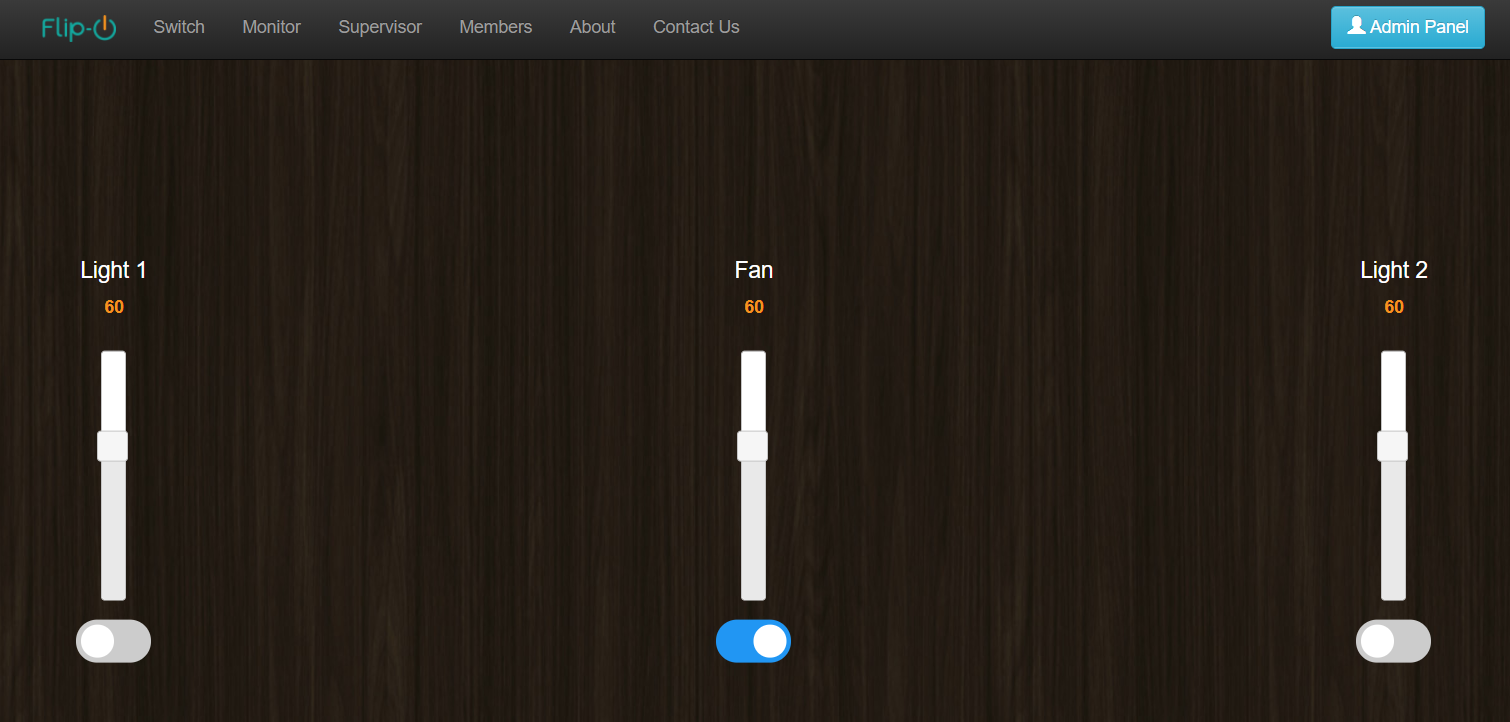 Flip-O Switch Monitor Supervisor Members About Contact Us Admin Panel
Light 1 Fan Light 2
60 60 60